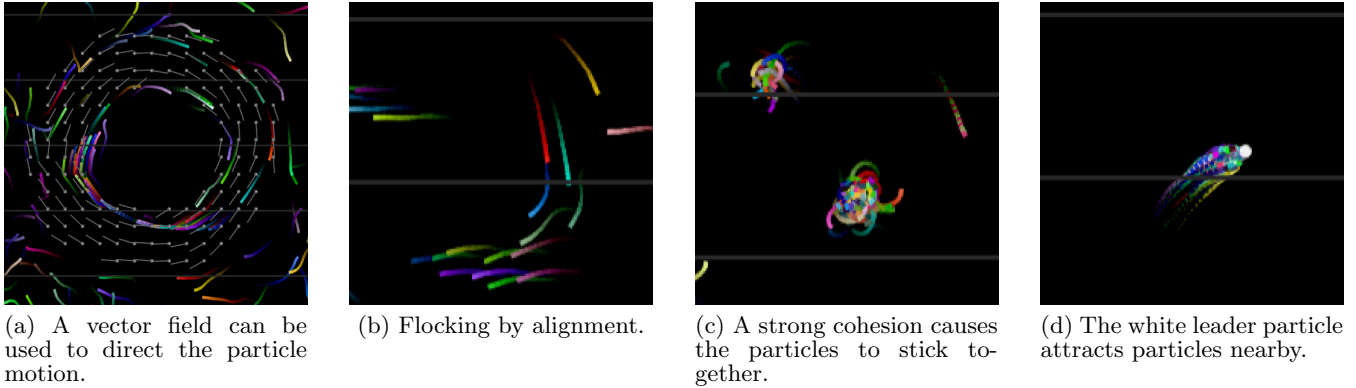 (a) A vector field can be
used to direct the particle
motion.
(b) Flocking by alignment.
(c) A strong cohesion causes
the particles to stick to-
gether.
(d) The white leader particle
attracts particles nearby.